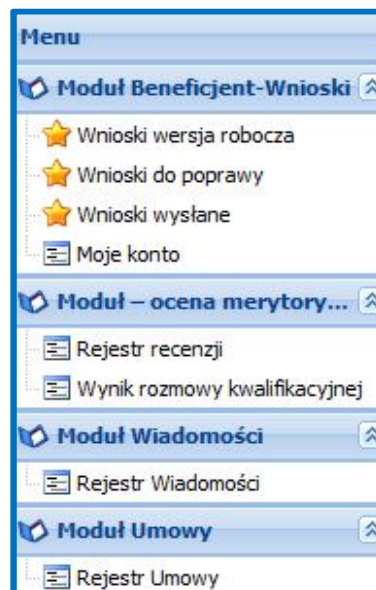 Menu
Moduł Beneficjent-Wnioski
Wnioski wersja robocza
Wnioski do poprawy
Wnioski wysłane
Moje konto
Moduł – ocena merytory...
Rejestr recenzji
Wynik rozmowy kwalifikacyjnej
Moduł Wiadomości
Rejestr Wiadomości
Moduł Umowy
Rejestr Umowy